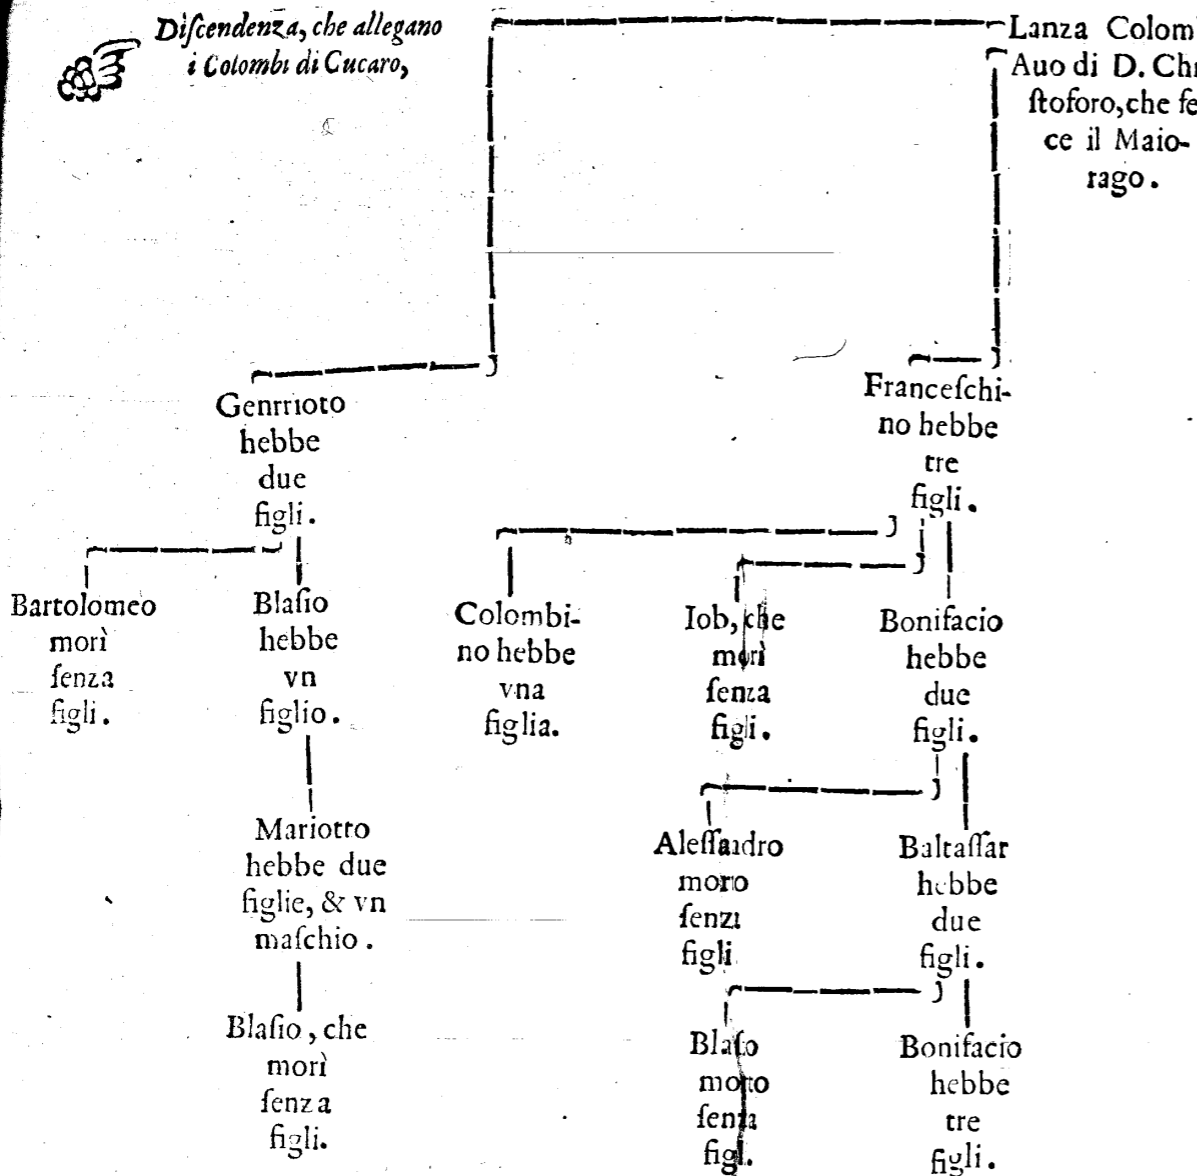 Diſcendenza, che allegano
i Colombi di Cucaro,
Lanza Colom
Auo di D. Chr
ſtoforo, che fe
ce il Maio-
rago.
Genrrioto
hebbe
due
figli.
Franceſchi-
no hebbe
tre
figli.
Bartolomeo
morì
ſenza
figli.
Blaſio
hebbe
vn
figlio.
Colombi-
no hebbe
vna
figlia.
Iob, che
morì
ſenza
figli.
Bonifacio
hebbe
due
figli.
Mariotto
hebbe due
figlie, & vn
maſchio.
Aleſſandro
moro
ſenza
figli
Baltaſſar
hebbe
due
figli.
Blaſio, che
morì
ſenza
figli.
Blaſo
moro
ſenza
figl.
Bonifacio
hebbe
tre
figli.